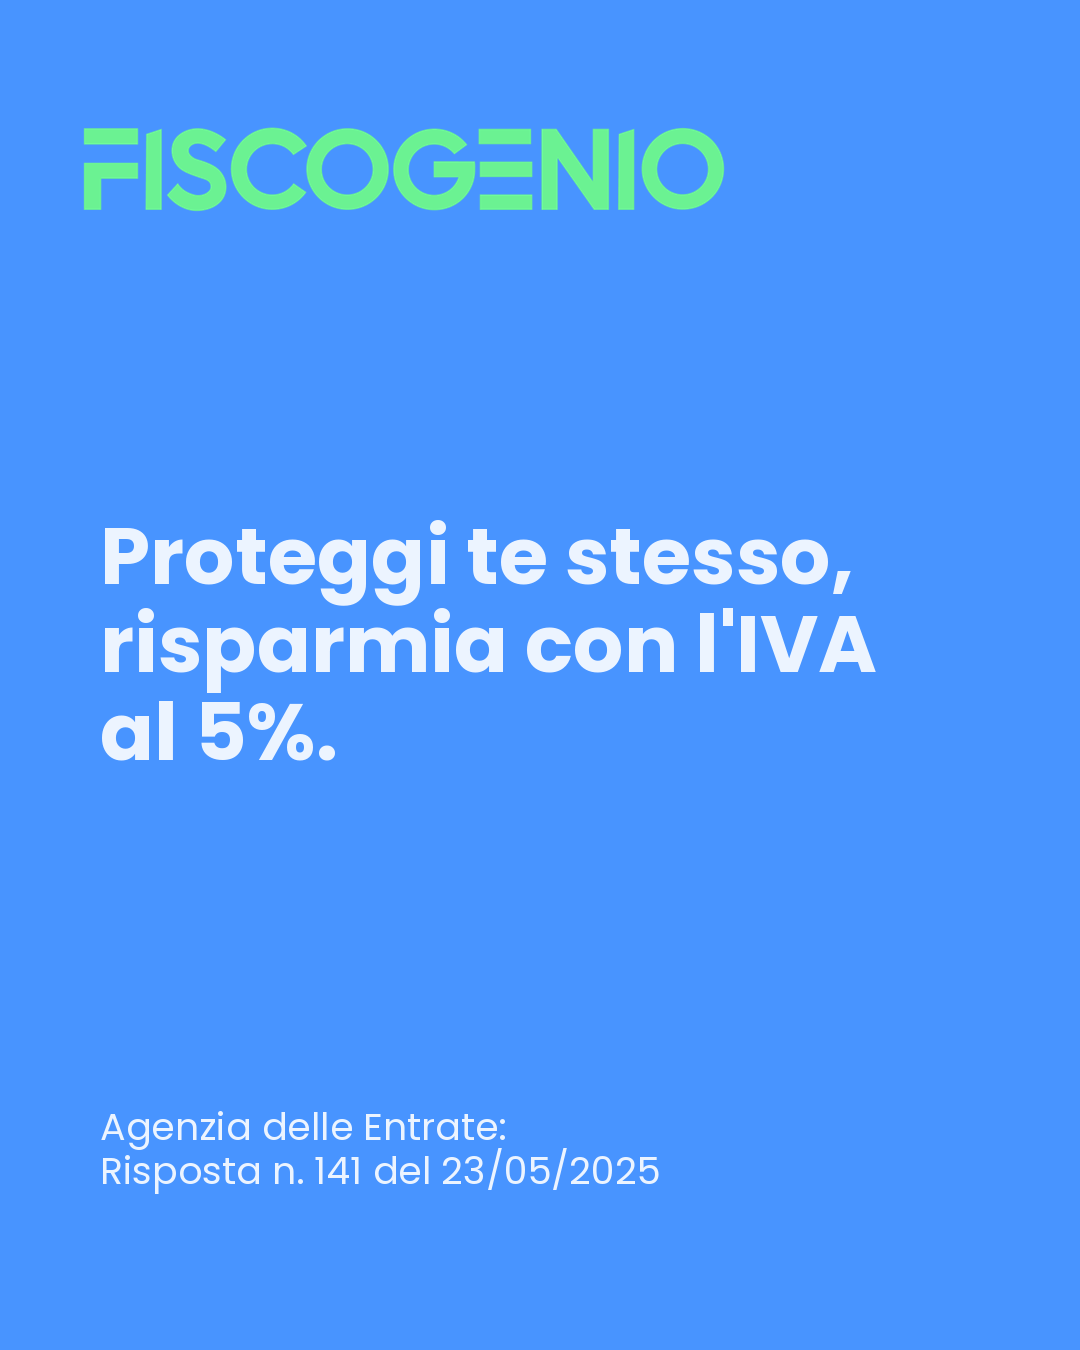 FISCOGENIO
Proteggi te stesso,
risparmia con l'IVA
al 5%.
Agenzia delle Entrate:
Risposta n. 141 del 23/05/2025